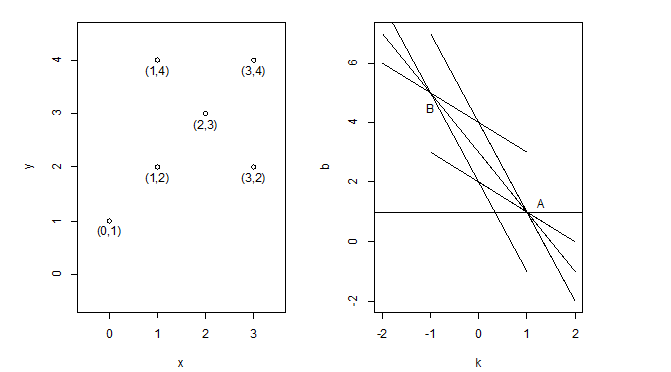 4
3
2
1
0
y
(1,4)
(3,4)
(2,3)
(1,2)
(3,2)
(0,1)
0 1 2 3
x
6
4
2
0
-2
b
B
A
-2 -1 0 1 2
k